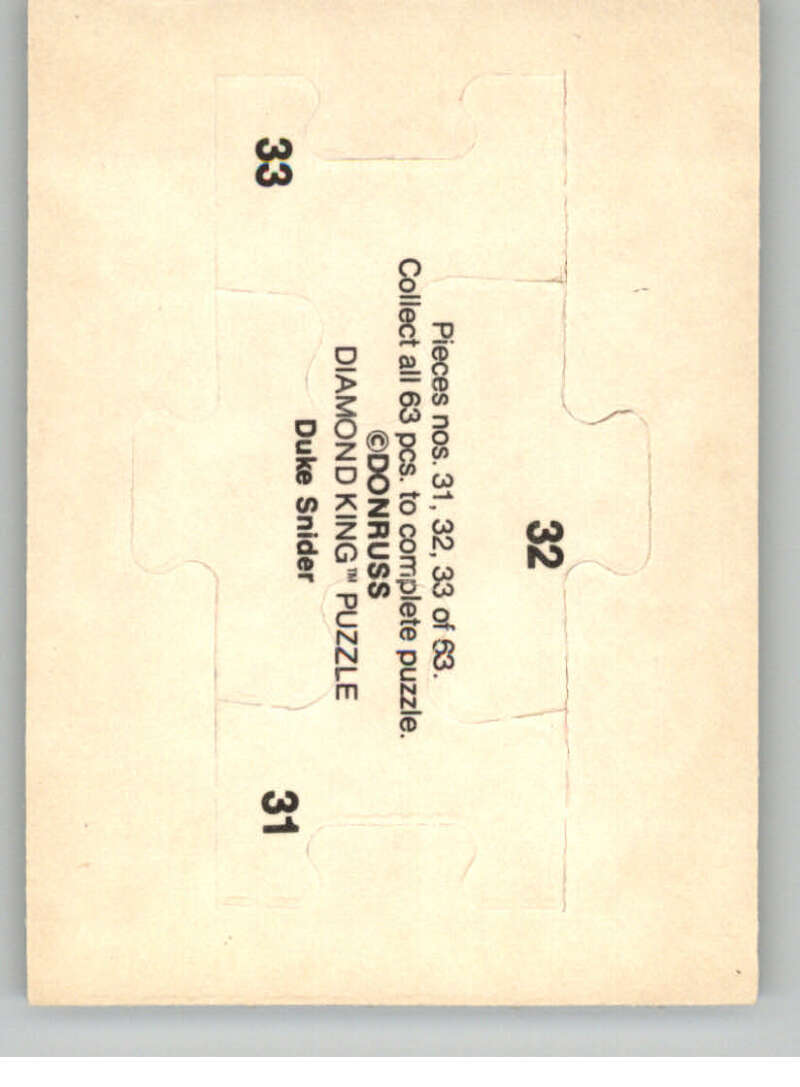 33
32
31
Pieces nos. 31, 32, 33 of 63.
Collect all 63 pcs. to complete puzzle.
©DONRUSS
DIAMOND KING™ PUZZLE
Duke Snider